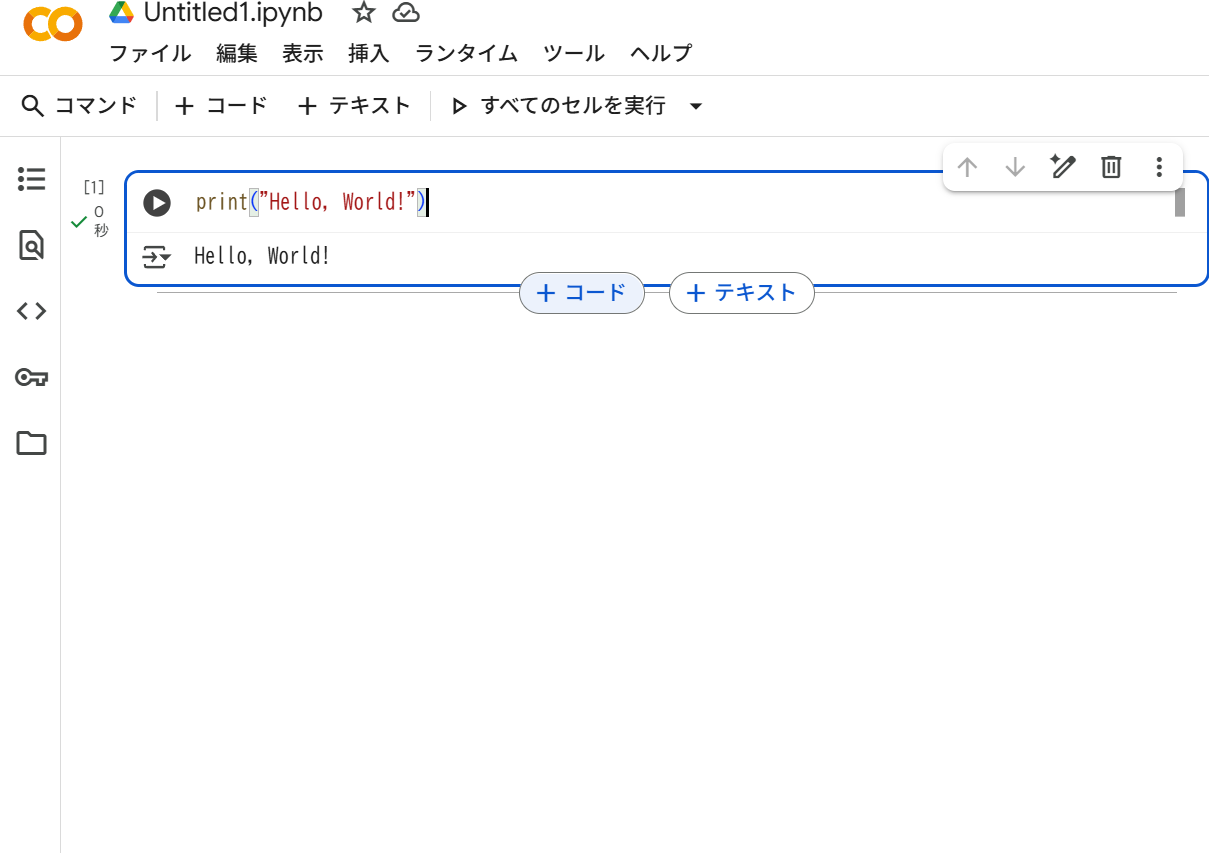 Untitled1.ipynb
ファイル 編集 表示 挿入 ランタイム ツール ヘルプ
コマンド + コード + テキスト すべてのセルを実行
[1]
0
秒
print("Hello, World!")
Hello, World!
+ コード + テキスト